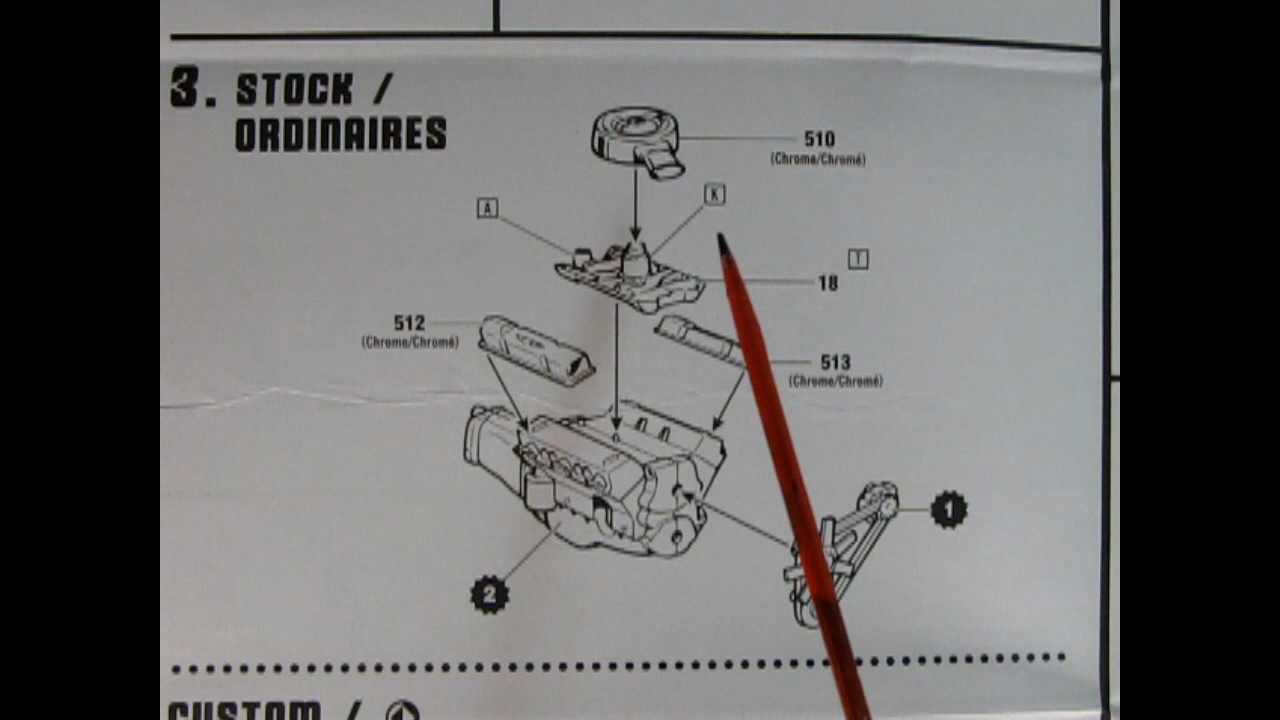 3. STOCK /
ORDINAIRES
510
(Chrome/Chromé)
K
A
T
18
512
(Chrome/Chromé)
513
(Chrome/Chromé)
1
2
CUSTOM /